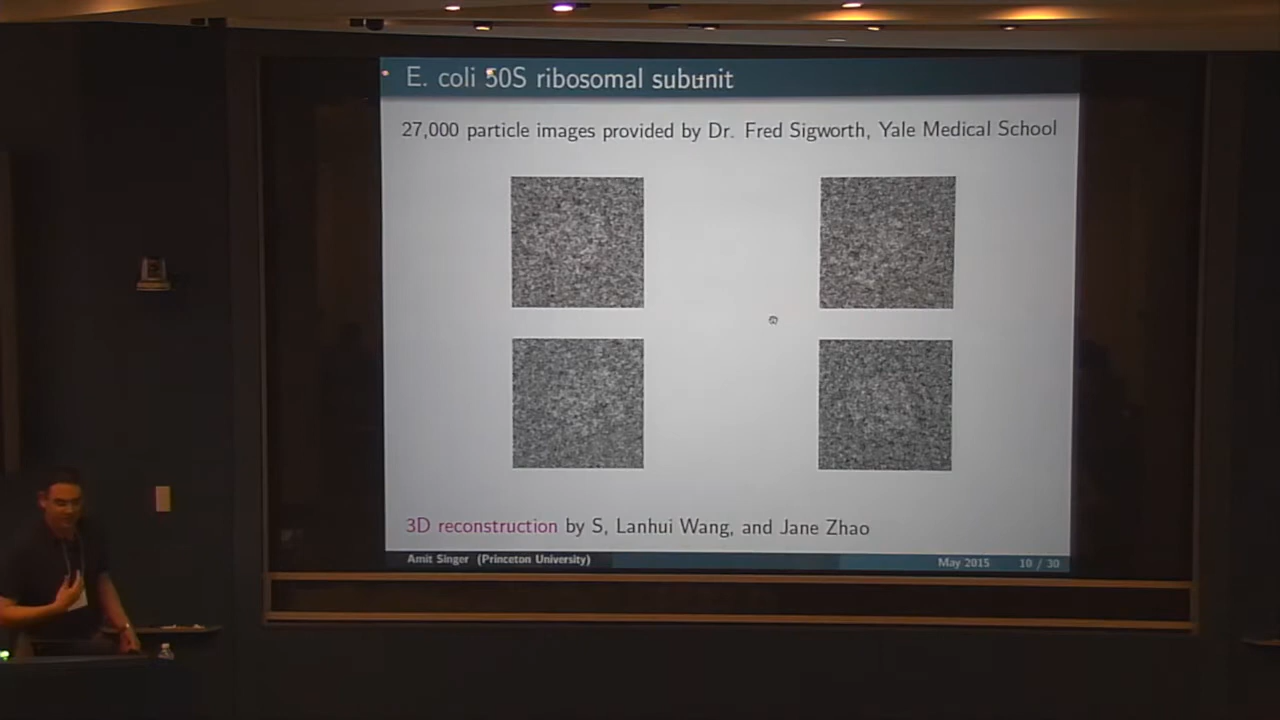 E. coli 50S ribosomal subunit
27,000 particle images provided by Dr. Fred Sigworth, Yale Medical School
3D reconstruction by S, Lanhui Wang, and Jane Zhao
Amit Singer (Princeton University)
May 2015
10 / 30